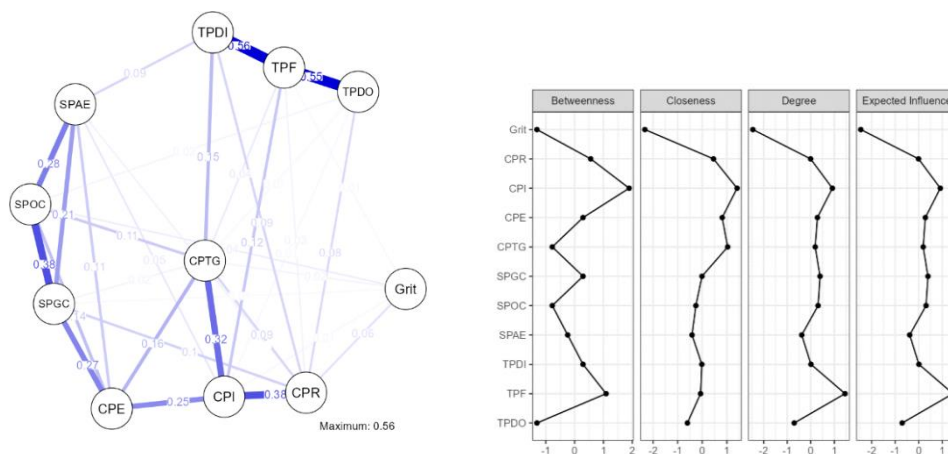 TPDI
0.56
TPF
0.55
TPDO
0.09
SPAE
0.28
0.15
SPOC
0.21
0.11
0.12
0.38
0.11
CPTG
0.08
Grit
SPGC
0.32
0.09
0.06
0.16
0.27
CPE
0.25
CPI
0.38
CPR
Maximum: 0.56
Betweenness Closeness Degree Expected Influence
Grit
CPR
CPI
CPE
CPTG
SPGC
SPOC
SPAE
TPDI
TPF
TPDO
-1 0 1 2 -2 -1 0 1 -2 -1 0 1 -2 -1 0 1